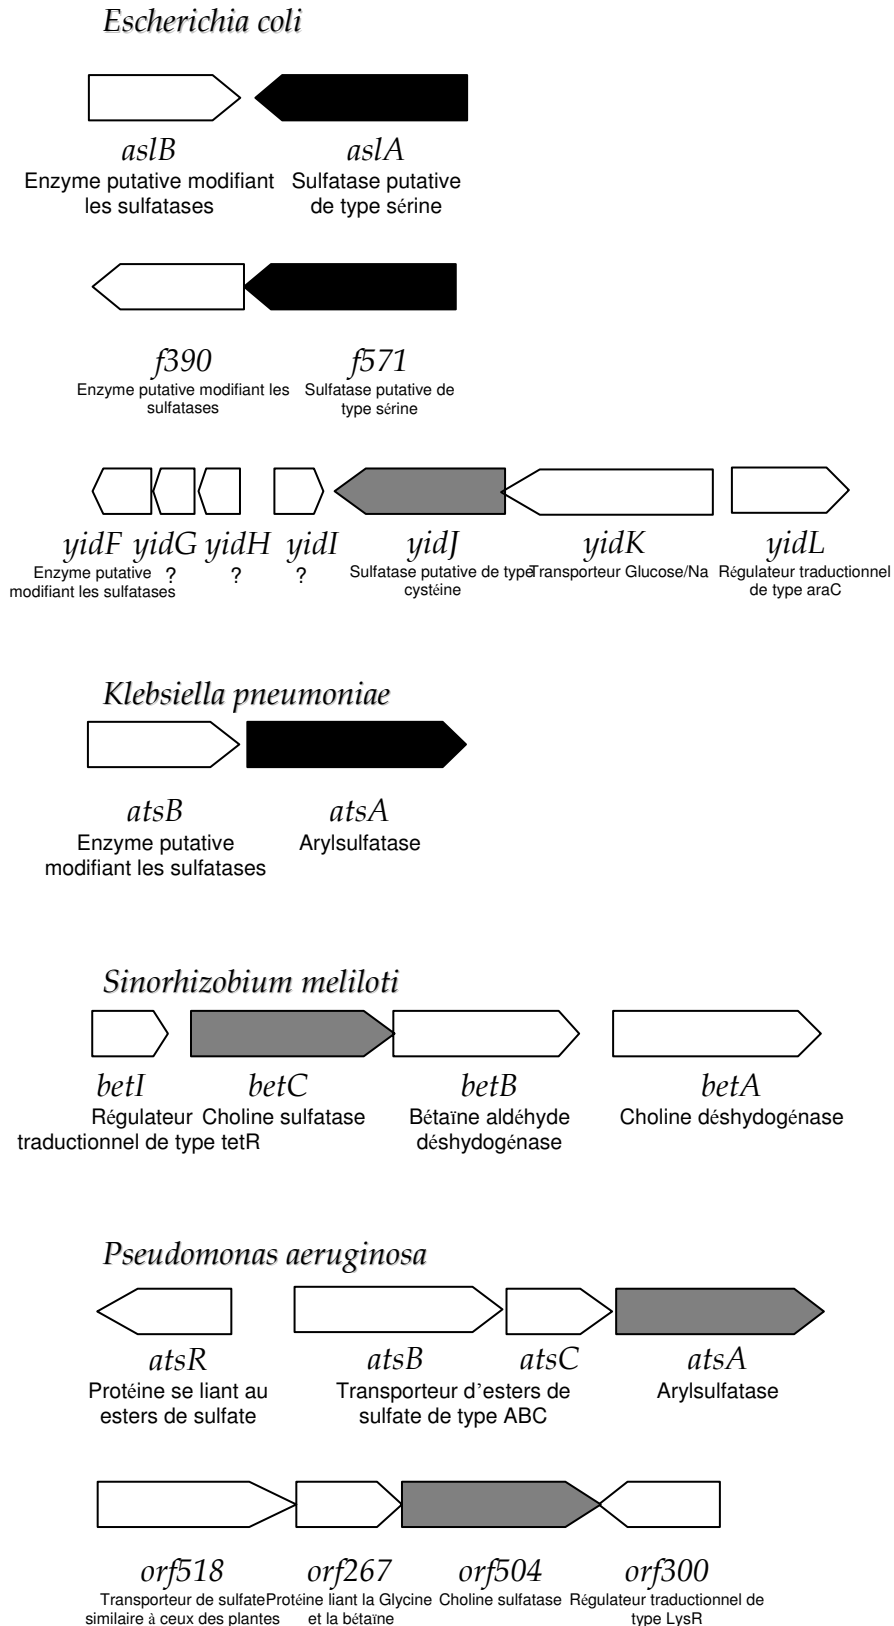 Escherichia coli
aslB aslA
Enzyme putative modifiant les sulfatases
Sulfatase putative de type sérine
f390 f571
Enzyme putative modifiant les sulfatases
Sulfatase putative de type sérine
yidF yidG yidH yidI yidJ yidK yidL
Enzyme putative modifiant les sulfatases
? ? ?
Sulfatase putative de type cystéine
Transporteur Glucose/Na
Régulateur traductionnel de type araC
Klebsiella pneumoniae
atsB atsA
Enzyme putative modifiant les sulfatases
Arylsulfatase
Sinorhizobium meliloti
betI betC betB betA
Régulateur traductionnel de type tetR
Choline sulfatase
Bétaïne aldéhyde déshydogénase
Choline déshydogénase
Pseudomonas aeruginosa
atsR atsB atsC atsA
Protéine se liant au esters de sulfate
Transporteur d’esters de sulfate de type ABC
Arylsulfatase
orf518 orf267 orf504 orf300
Transporteur de sulfate similaire à ceux des plantes
Protéine liant la Glycine et la bétaïne
Choline sulfatase
Régulateur traductionnel de type LysR